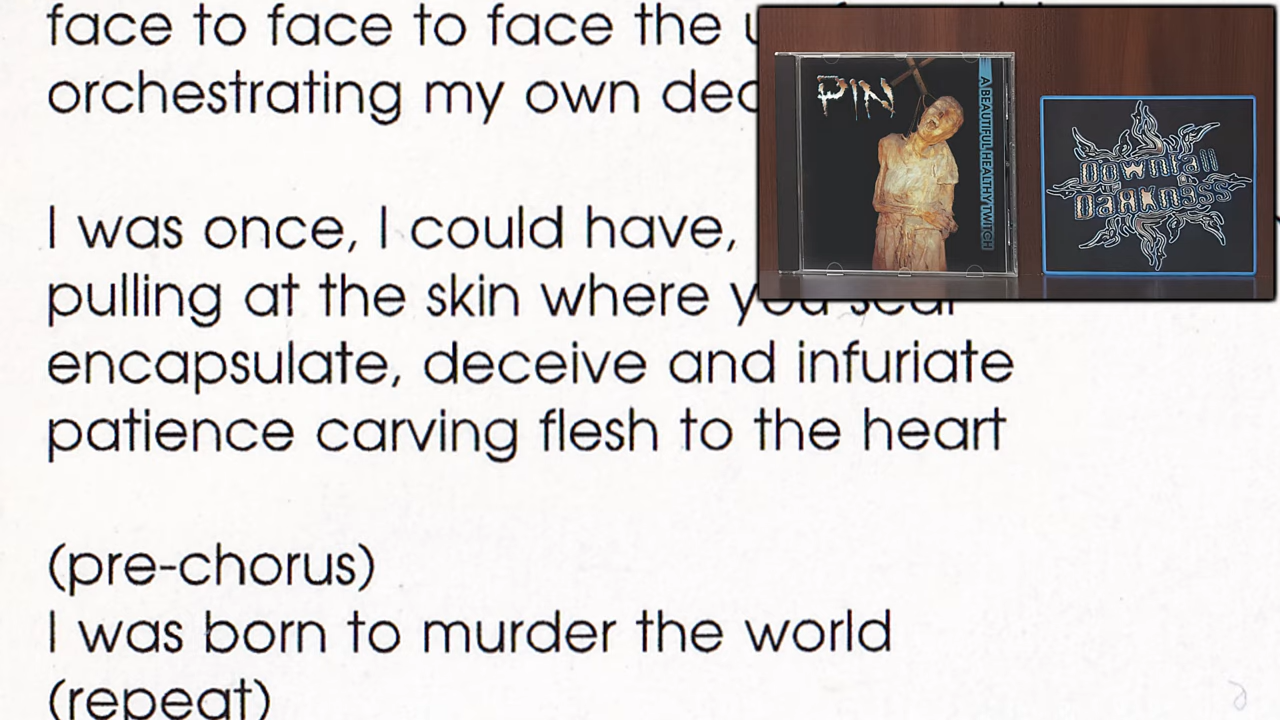 face to face to face the
orchestrating my own
I was once, I could have,
pulling at the skin where you scar
encapsulate, deceive and infuriate
patience carving flesh to the heart
(pre-chorus)
I was born to murder the world
(repeat)
PIN
A BEAUTIFUL HEALTHY TWITCH
Downfall
Darkness